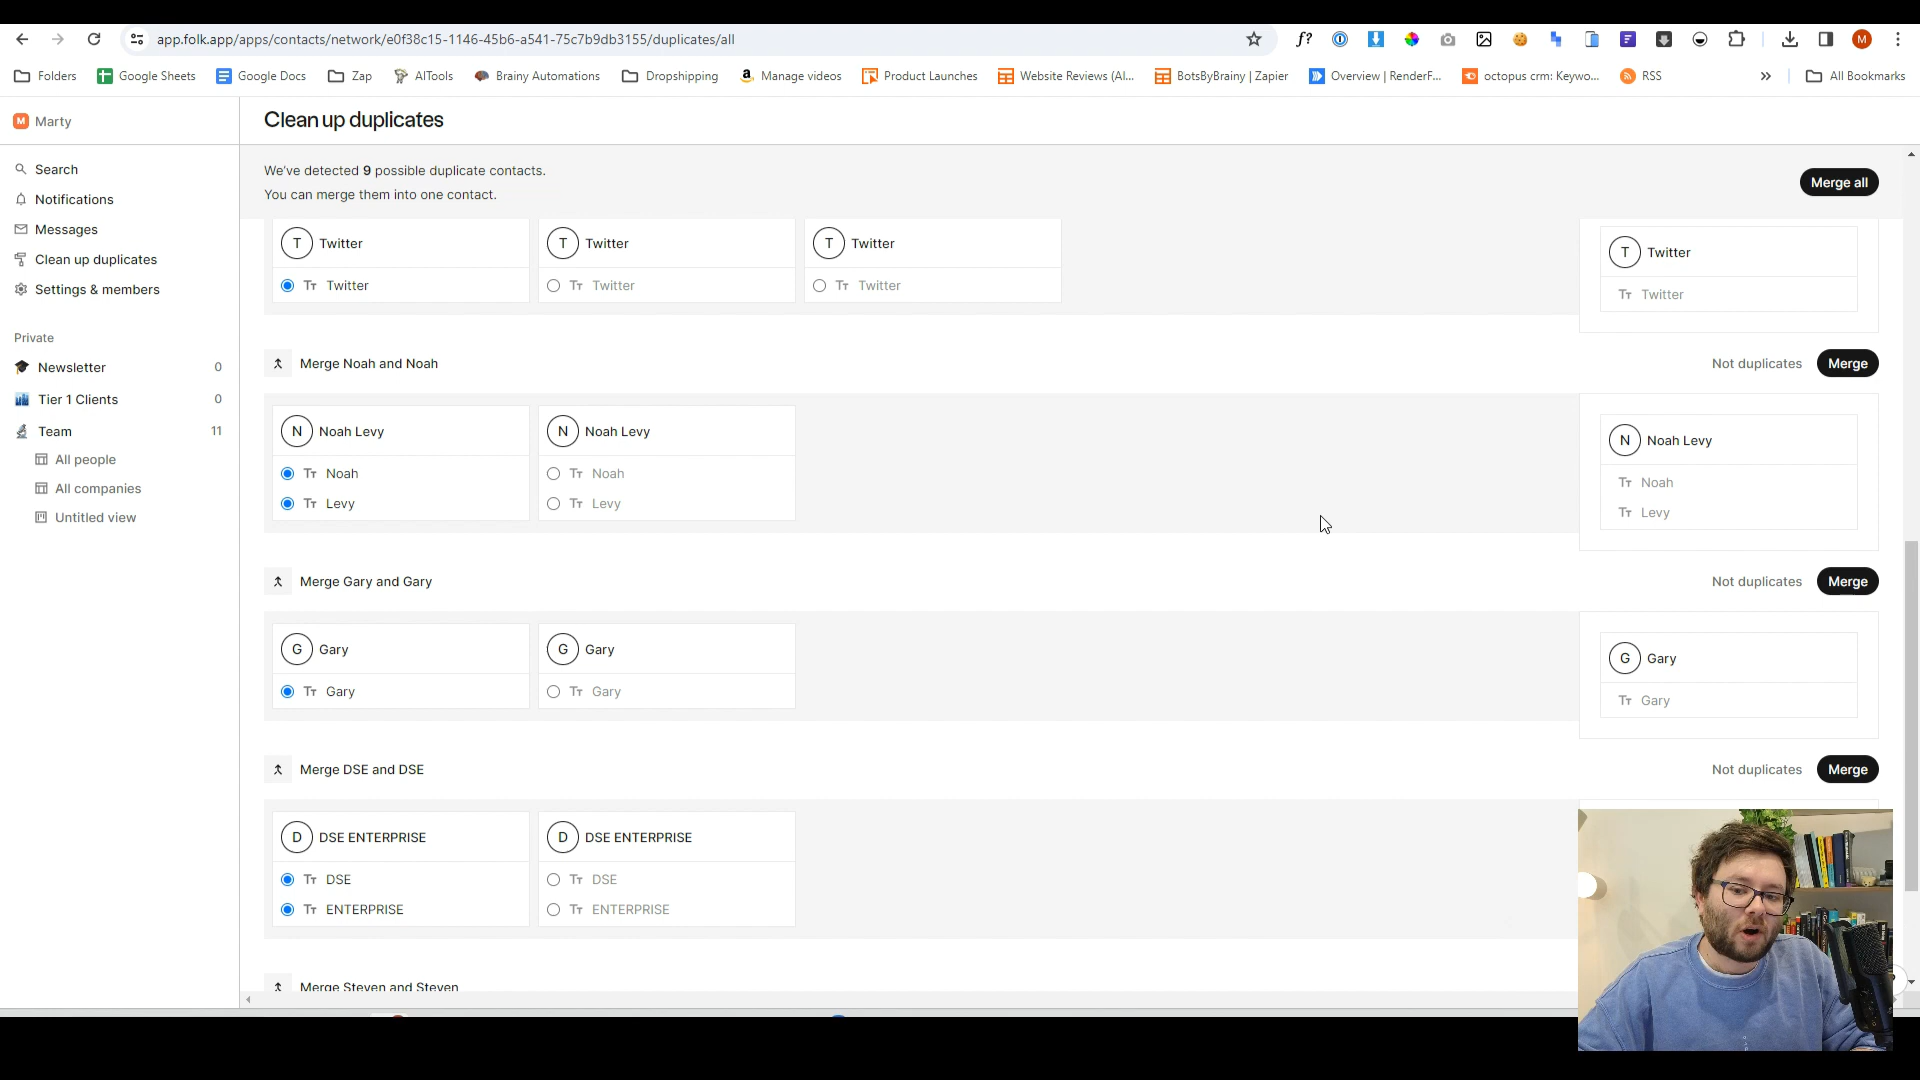 app.folk.app/apps/contacts/network/e0f38c15-1146-45b6-a541-75c7b9db3155/duplicates/all
f?
M
Folders
Google Sheets
Google Docs
Zap
AITools
Brainy Automations
Dropshipping
Manage videos
Product Launches
Website Reviews (Al...
BotsByBrainy | Zapier
Overview | RenderF...
octopus crm: Keywo...
RSS
All Bookmarks
M Marty
Clean up duplicates
Search
Notifications
Messages
Clean up duplicates
Settings & members
Private
Newsletter 0
Tier 1 Clients 0
Team 11
All people
All companies
Untitled view
We've detected 9 possible duplicate contacts.
You can merge them into one contact.
Merge all
T Twitter
Tт Twitter
T Twitter
Tт Twitter
T Twitter
Tт Twitter
T Twitter
Tт Twitter
Merge Noah and Noah
Not duplicates
Merge
N Noah Levy
Tт Noah
Tт Levy
N Noah Levy
Tт Noah
Tт Levy
N Noah Levy
Tт Noah
Tт Levy
Merge Gary and Gary
Not duplicates
Merge
G Gary
Tт Gary
G Gary
Tт Gary
G Gary
Tт Gary
Merge DSE and DSE
Not duplicates
Merge
D DSE ENTERPRISE
Tт DSE
Tт ENTERPRISE
D DSE ENTERPRISE
Tт DSE
Tт ENTERPRISE
Merge Steven and Steven